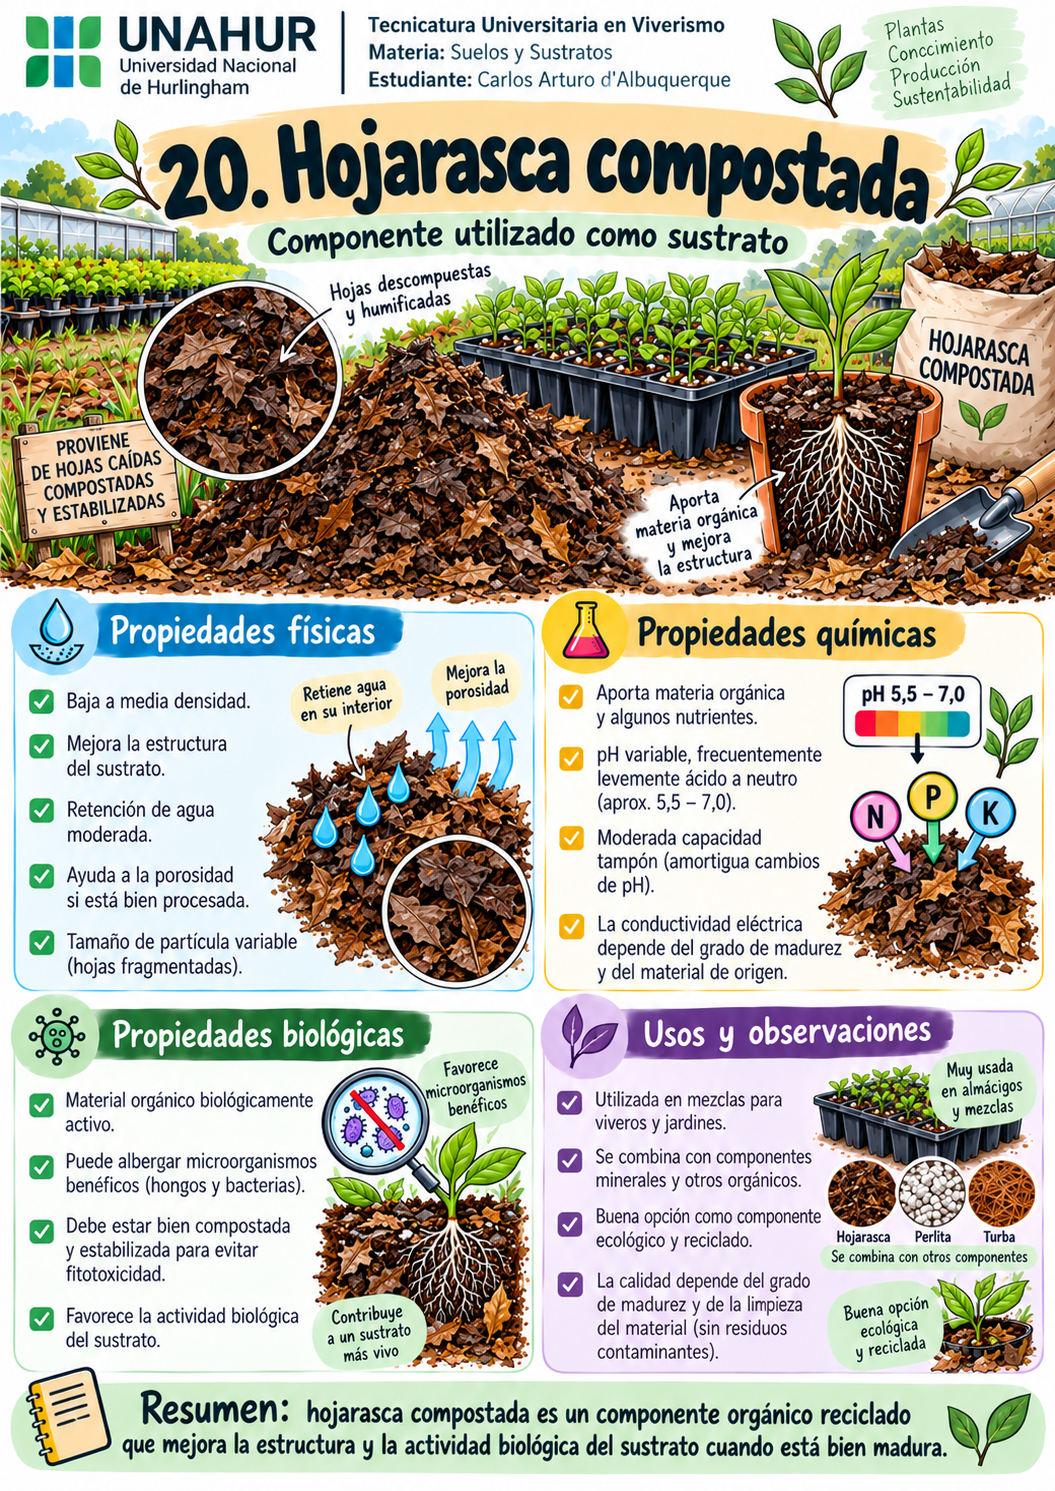 UNAHUR
Universidad Nacional
de Hurlingham
Tecnicatura Universitaria en Viverismo
Materia: Suelos y Sustratos
Estudiante: Carlos Arturo d'Albuquerque
Plantas
Conccimiento
Producción
Sustentabilidad
20. Hojarasca compostada
Componente utilizado como sustrato
Hojas descompuestas
y humificadas
PROVIENE
DE HOJAS CAÍDAS
COMPOSTADAS
Y ESTABILIZADAS
HOJARASCA
COMPOSTADA
Aporta
materia orgánica
y mejora
la estructura
Propiedades físicas
Baja a media densidad.
Mejora la estructura
del sustrato.
Retención de agua
moderada.
Ayuda a la porosidad
si está bien procesada.
Tamaño de partícula variable
(hojas fragmentadas).
Retiene agua
en su interior
Mejora la
porosidad
Propiedades químicas
Aporta materia orgánica
y algunos nutrientes.
pH variable, frecuentemente
levemente ácido a neutro
(aprox. 5,5 – 7,0).
Moderada capacidad
tampón (amortigua cambios
de pH).
La conductividad eléctrica
depende del grado de madurez
y del material de origen.
pH 5,5 – 7,0
N
P
K
Propiedades biológicas
Material orgánico biológicamente
activo.
Puede albergar microorganismos
benéficos (hongos y bacterias).
Debe estar bien compostada
y estabilizada para evitar
fitotoxicidad.
Favorece la actividad biológica
del sustrato.
Favorece
microorganismos
benéficos
Contribuye
a un sustrato
más vivo
Usos y observaciones
Utilizada en mezclas para
viveros y jardines.
Se combina con componentes
minerales y otros orgánicos.
Buena opción como componente
ecológico y reciclado.
La calidad depende del grado
de madurez y de la limpieza
del material (sin residuos
contaminantes).
Muy usada
en almácigos
y mezclas
Hojarasca
Perlita
Turba
Se combina con otros componentes
Buena opción
ecológica
y reciclada
Resumen: hojarasca compostada es un componente orgánico reciclado
que mejora la estructura y la actividad biológica del sustrato cuando está bien madura.